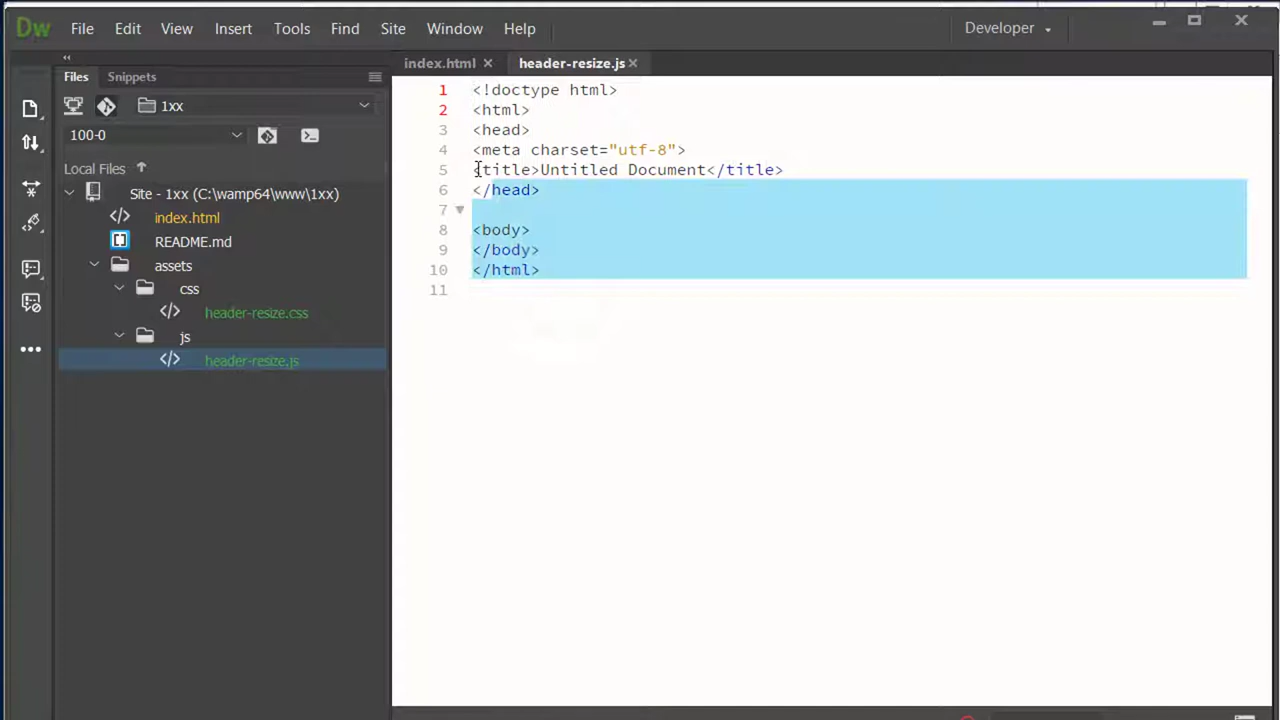 Dw File Edit View Insert Tools Find Site Window Help Developer
Files Snippets
1xx
100-0
Local Files
Site - 1xx (C:\wamp64\www\1xx)
index.html
README.md
assets
css
header-resize.css
js
header-resize.js
index.html header-resize.js
1 <!doctype html>
2 <html>
3 <head>
4 <meta charset="utf-8">
5 <title>Untitled Document</title>
6 </head>
7
8 <body>
9 </body>
10 </html>
11